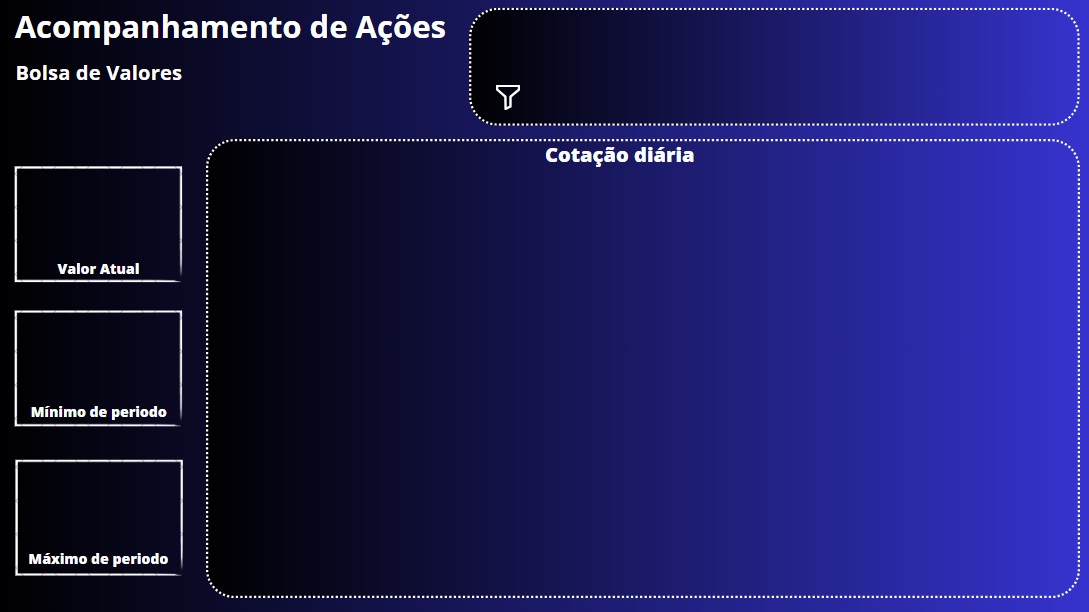 Acompanhamento de Ações
Bolsa de Valores
Cotação diária
Valor Atual
Mínimo de periodo
Máximo de periodo